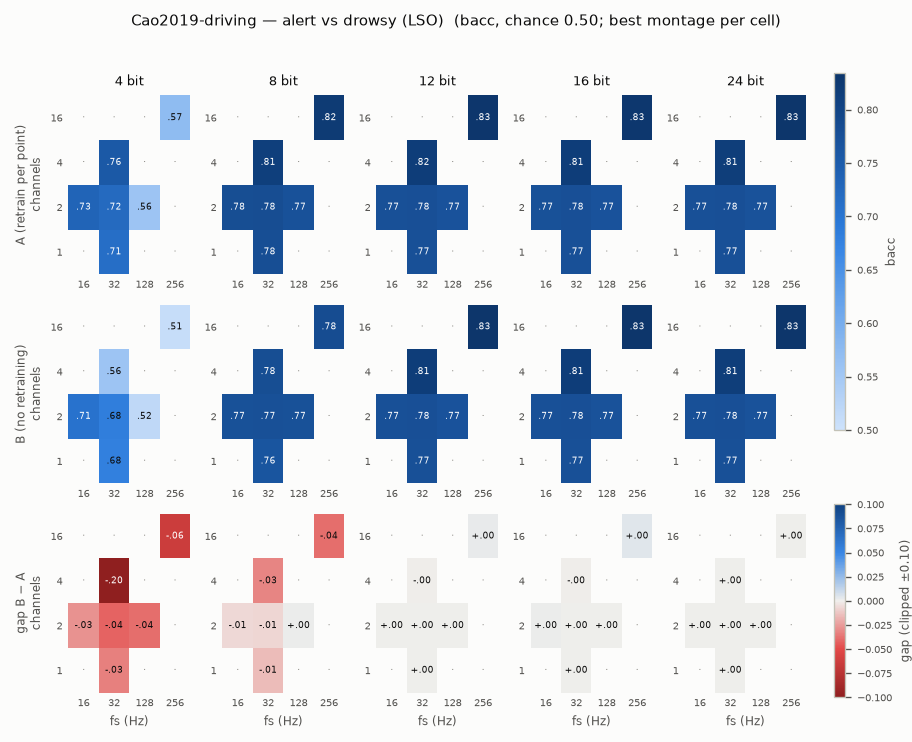 Cao2019-driving — alert vs drowsy (LSO)  (bacc, chance 0.50; best montage per cell)
4 bit 8 bit 12 bit 16 bit 24 bit
A (retrain per point)
channels
16 .57 16 .82 16 .83 16 .83 16 .83
4 .76 4 .81 4 .82 4 .81 4 .81
2 .73 .72 .56 2 .78 .78 .77 2 .77 .78 .77 2 .77 .78 .77 2 .77 .78 .77
1 .71 1 .78 1 .77 1 .77 1 .77
16 32 128 256 16 32 128 256 16 32 128 256 16 32 128 256 16 32 128 256
0.80
0.75
0.70
0.65
0.60
0.55
0.50
bacc
B (no retraining)
channels
16 .51 16 .78 16 .83 16 .83 16 .83
4 .56 4 .78 4 .81 4 .81 4 .81
2 .71 .68 .52 2 .77 .77 .77 2 .77 .78 .77 2 .77 .78 .77 2 .77 .78 .77
1 .68 1 .76 1 .77 1 .77 1 .77
16 32 128 256 16 32 128 256 16 32 128 256 16 32 128 256 16 32 128 256
gap B − A
channels
16 -.06 16 -.04 16 +.00 16 +.00 16 +.00
4 -.20 4 -.03 4 -.00 4 -.00 4 +.00
2 -.03 -.04 -.04 2 -.01 -.01 +.00 2 +.00 +.00 +.00 2 +.00 +.00 +.00 2 +.00 +.00 +.00
1 -.03 1 -.01 1 +.00 1 +.00 1 +.00
16 32 128 256 16 32 128 256 16 32 128 256 16 32 128 256 16 32 128 256
fs (Hz) fs (Hz) fs (Hz) fs (Hz) fs (Hz)
0.100
0.075
0.050
0.025
0.000
−0.025
−0.050
−0.075
−0.100
gap (clipped ±0.10)